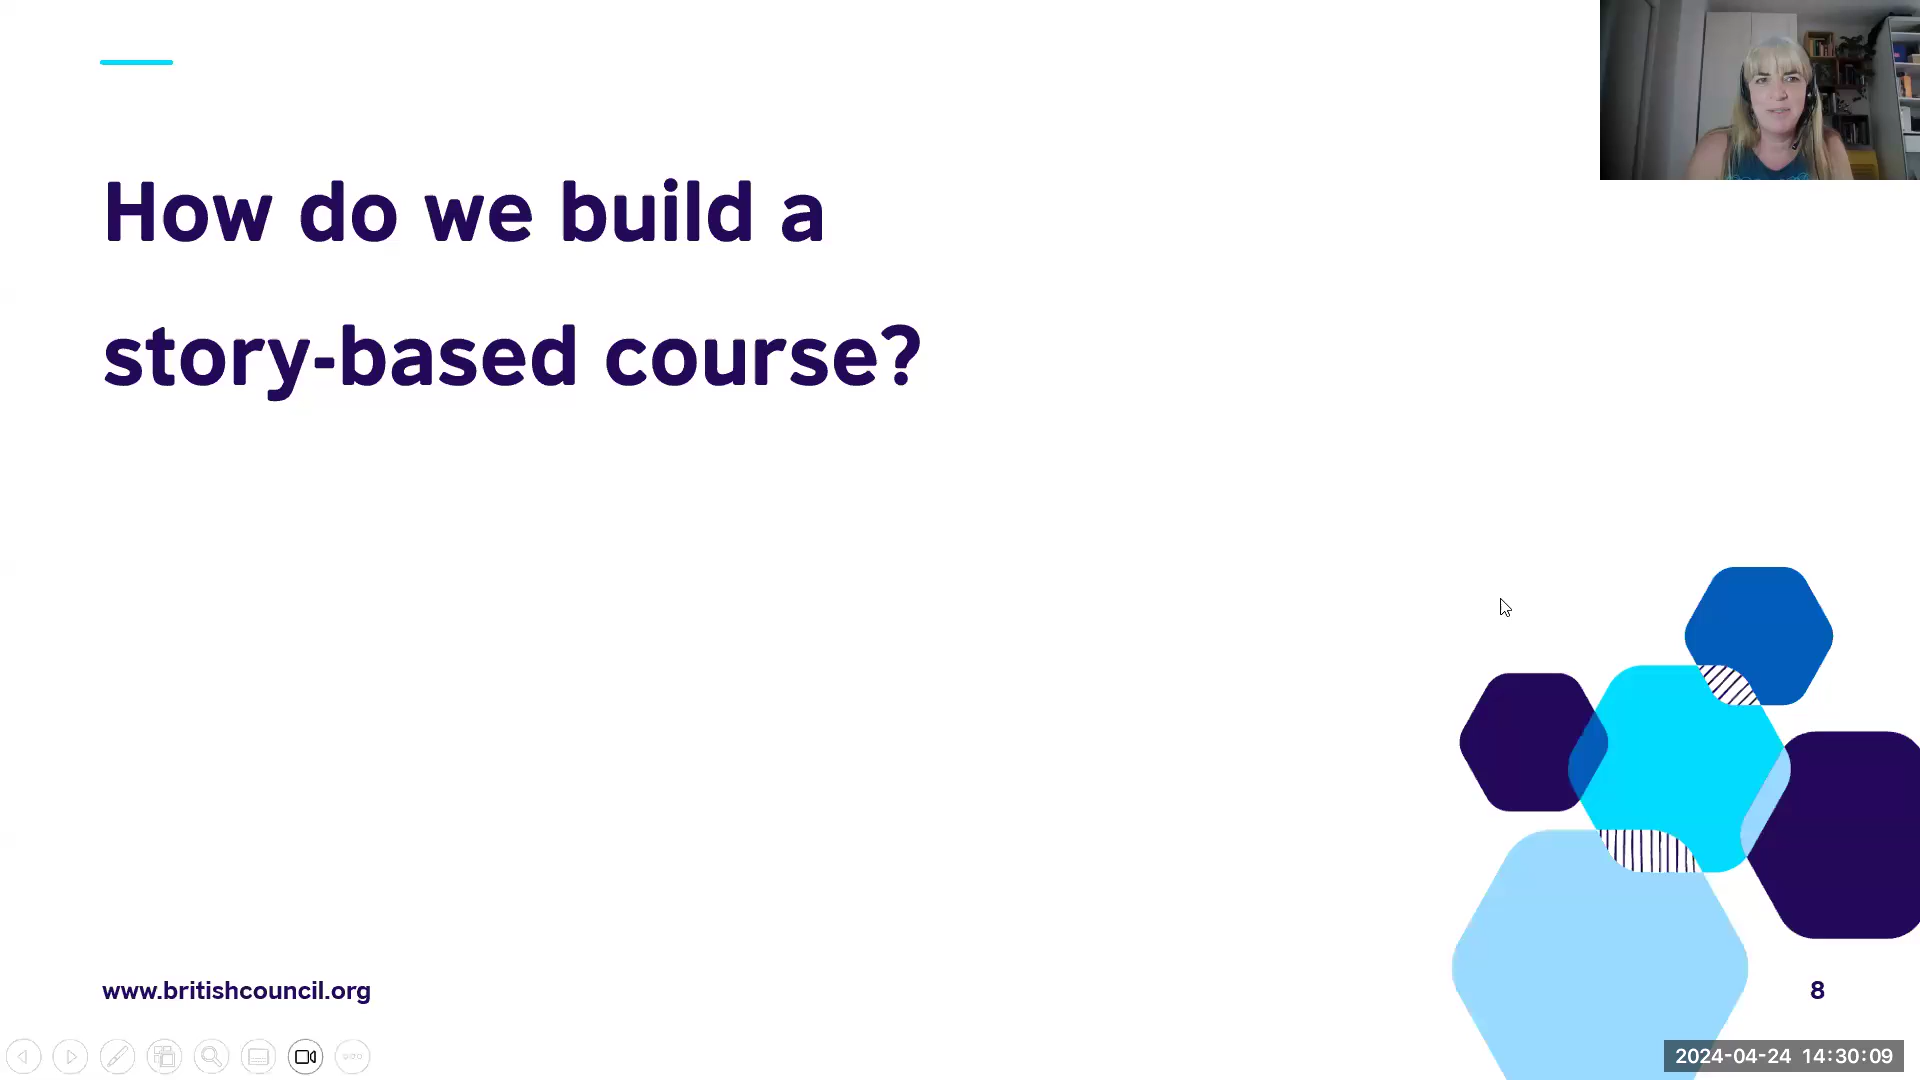 How do we build a
story-based course?
www.britishcouncil.org
8
2024-04-24 14:30:09